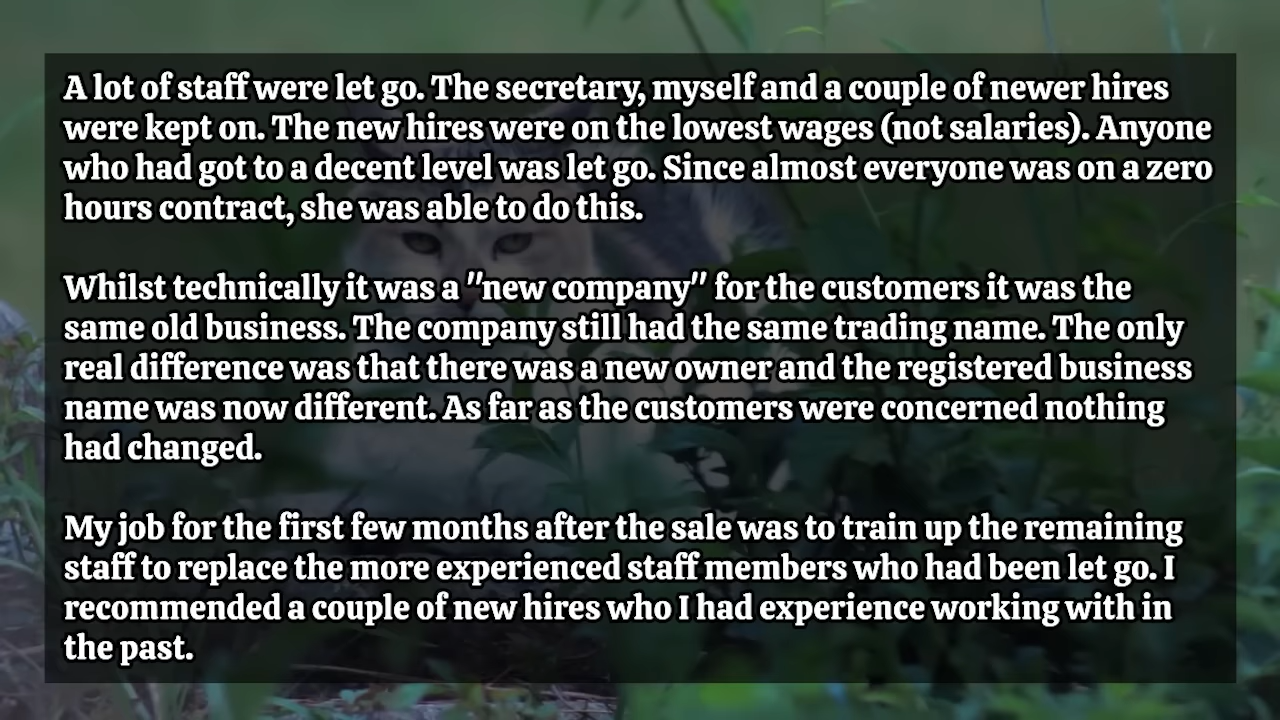 A lot of staff were let go. The secretary, myself and a couple of newer hires
were kept on. The new hires were on the lowest wages (not salaries). Anyone
who had got to a decent level was let go. Since almost everyone was on a zero
hours contract, she was able to do this.
Whilst technically it was a "new company" for the customers it was the
same old business. The company still had the same trading name. The only
real difference was that there was a new owner and the registered business
name was now different. As far as the customers were concerned nothing
had changed.
My job for the first few months after the sale was to train up the remaining
staff to replace the more experienced staff members who had been let go. I
recommended a couple of new hires who I had experience working with in
the past.